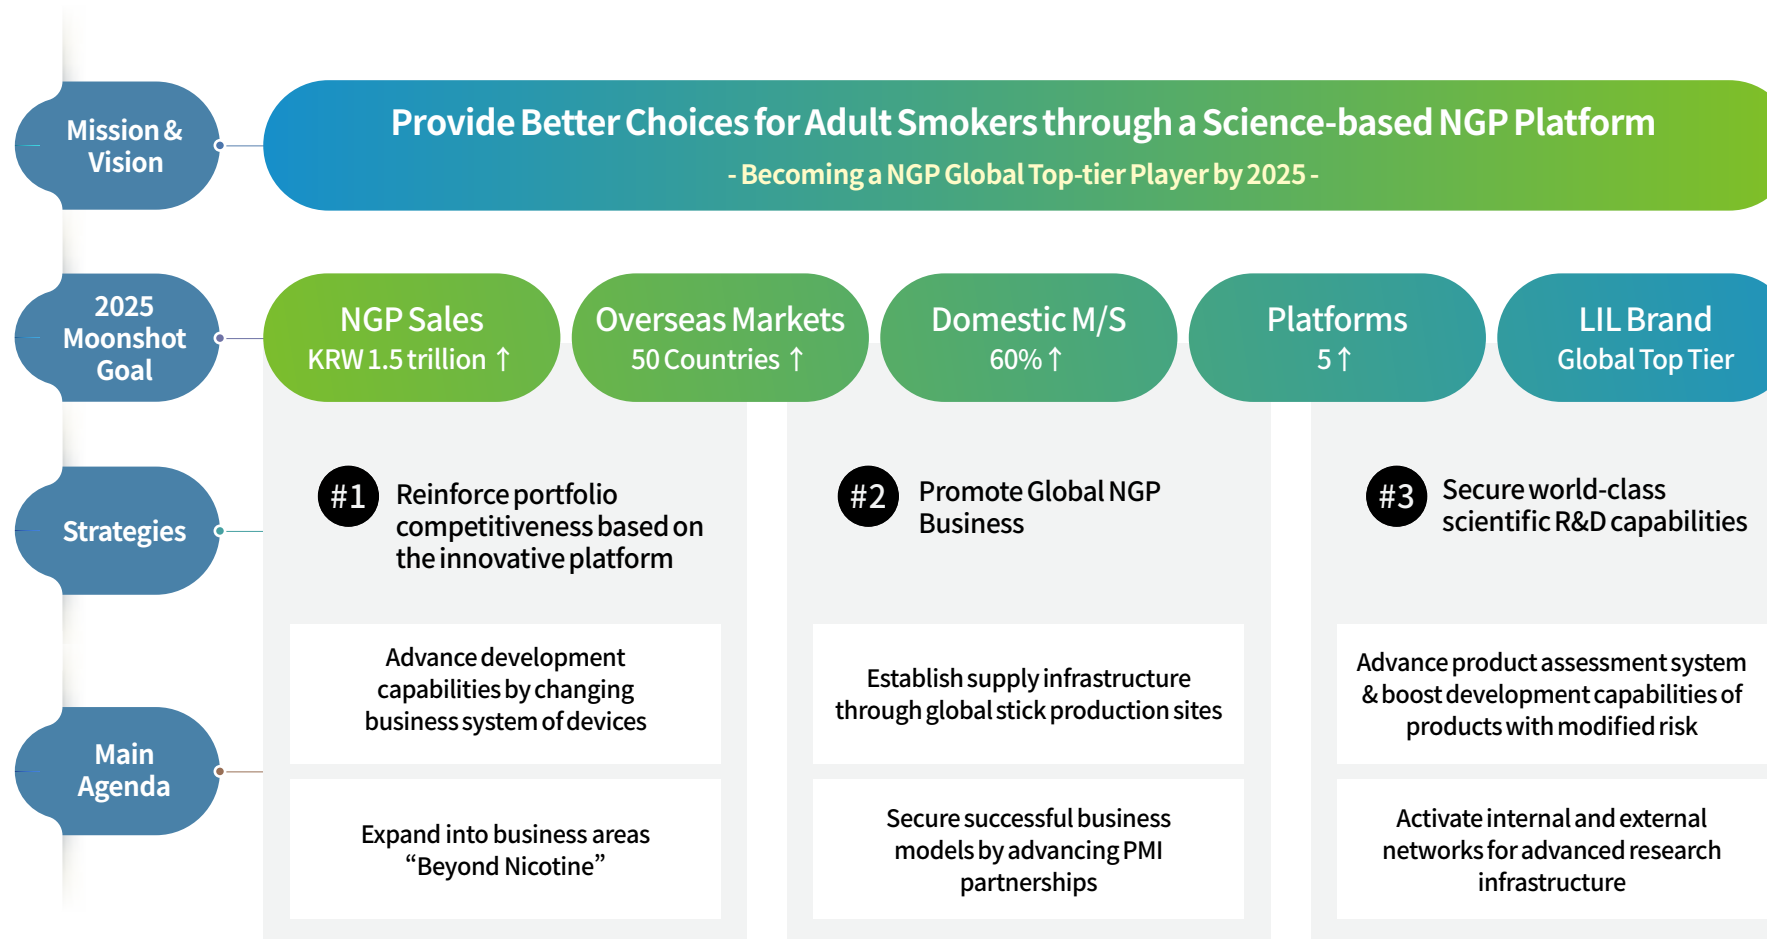 Mission &
Vision
Provide Better Choices for Adult Smokers through a Science-based NGP Platform
- Becoming a NGP Global Top-tier Player by 2025 -
2025
Moonshot
Goal
NGP Sales
KRW 1.5 trillion ↑
Overseas Markets
50 Countries ↑
Domestic M/S
60% ↑
Platforms
5 ↑
LIL Brand
Global Top Tier
Strategies
#1
Reinforce portfolio
competitiveness based on
the innovative platform
#2
Promote Global NGP
Business
#3
Secure world-class
scientific R&D capabilities
Main
Agenda
Advance development
capabilities by changing
business system of devices
Establish supply infrastructure
through global stick production sites
Advance product assessment system
& boost development capabilities of
products with modified risk
Expand into business areas
“Beyond Nicotine”
Secure successful business
models by advancing PMI
partnerships
Activate internal and external
networks for advanced research
infrastructure